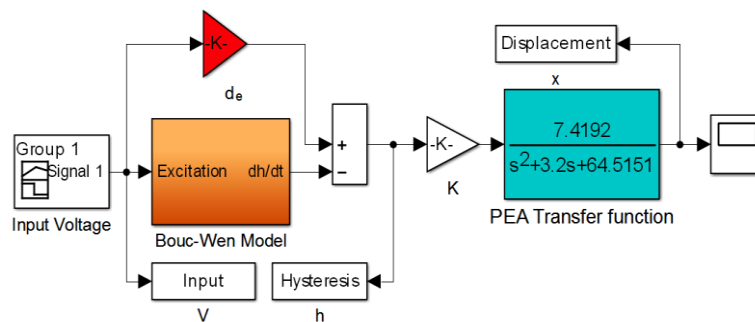 Displacement
x
-K-
d_e
7.4192
s^2+3.2s+64.5151
PEA Transfer function
Group 1
Signal 1
Input Voltage
Excitation dh/dt
Bouc-Wen Model
+
−
-K-
K
Input
V
Hysteresis
h